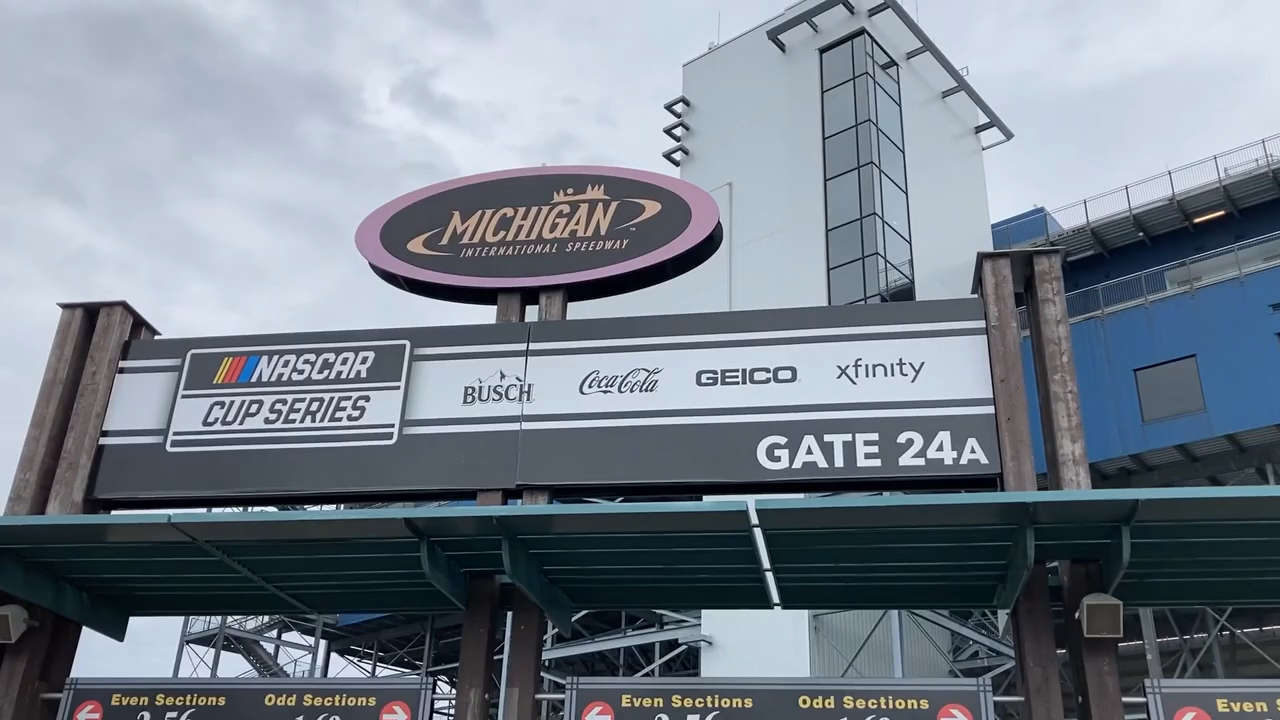 MICHIGAN
INTERNATIONAL SPEEDWAY
NASCAR
CUP SERIES
BUSCH Coca-Cola GEICO xfinity
GATE 24A
Even Sections Odd Sections
Even Sections Odd Sections